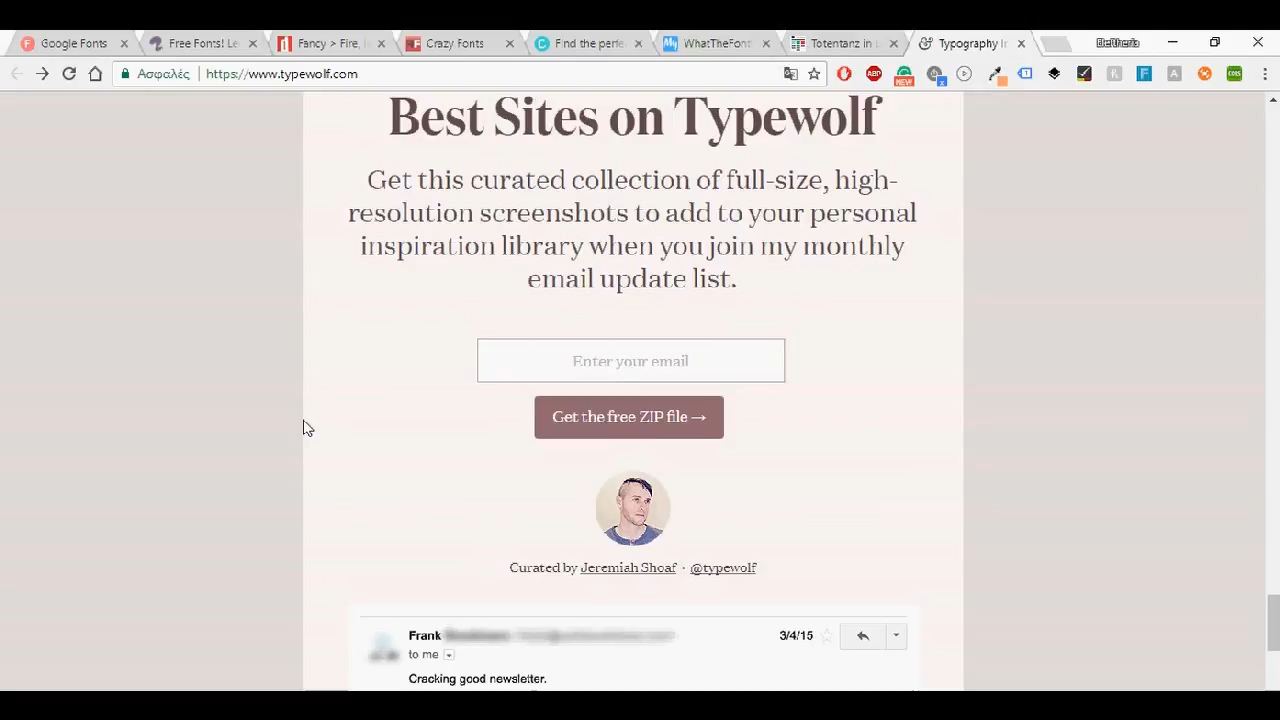 Google Fonts
Free Fonts! Le
Fancy > Fire, I
Crazy Fonts
Find the perfe
WhatTheFont
Totentanz in L
Typography In
Eleftheria
Ασφαλές
https://www.typewolf.com
ABP
NEW
Best Sites on Typewolf
Get this curated collection of full-size, high-
resolution screenshots to add to your personal
inspiration library when you join my monthly
email update list.
Enter your email
Get the free ZIP file →
Curated by Jeremiah Shoaf · @typewolf
Frank
3/4/15
to me
Cracking good newsletter.